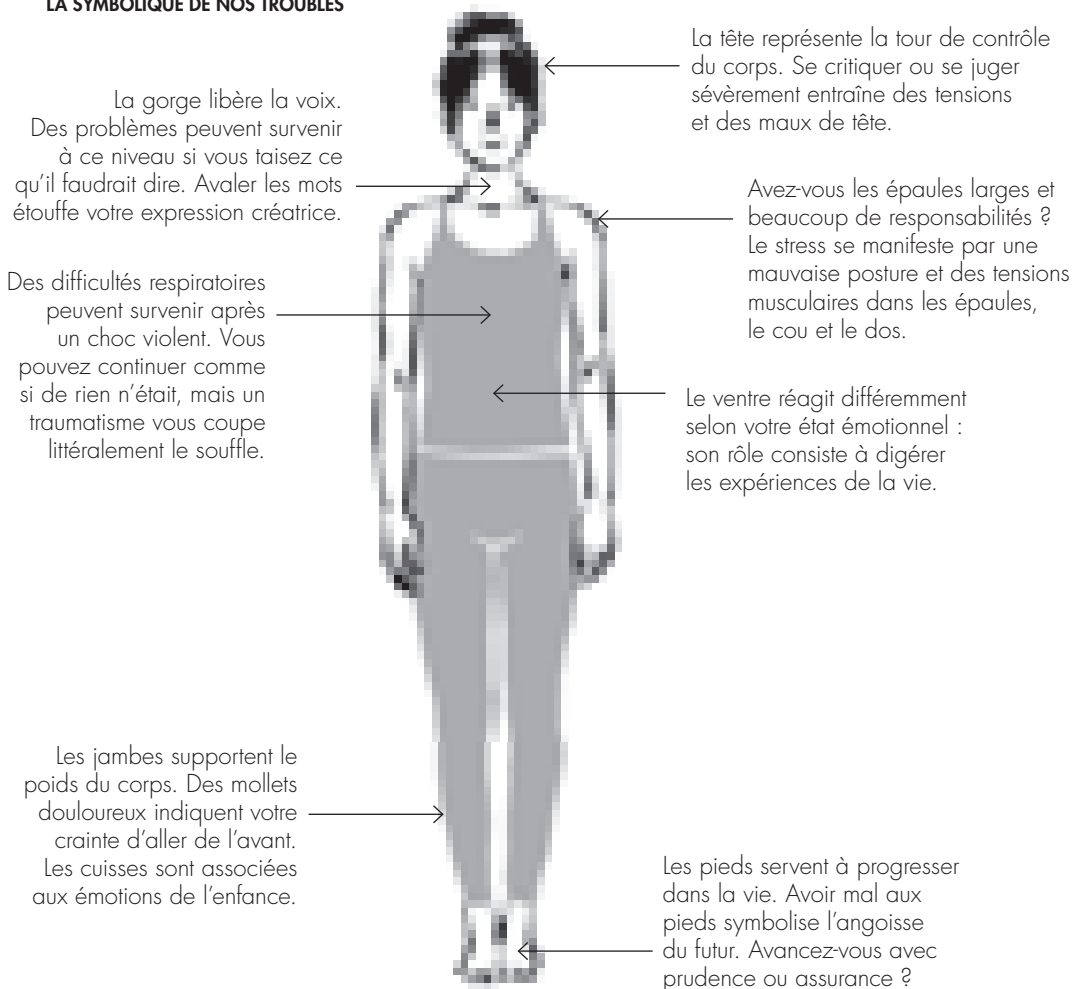 LA SYMBOLIQUE DE NOS TROUBLES
La tête représente la tour de contrôle
du corps. Se critiquer ou se juger
sévèrement entraîne des tensions
et des maux de tête.
La gorge libère la voix.
Des problèmes peuvent survenir
à ce niveau si vous taisez ce
qu'il faudrait dire. Avaler les mots
étouffe votre expression créatrice.
Avez-vous les épaules larges et
beaucoup de responsabilités ?
Le stress se manifeste par une
mauvaise posture et des tensions
musculaires dans les épaules,
le cou et le dos.
Des difficultés respiratoires
peuvent survenir après
un choc violent. Vous
pouvez continuer comme
si de rien n'était, mais un
traumatisme vous coupe
littéralement le souffle.
Le ventre réagit différemment
selon votre état émotionnel :
son rôle consiste à digérer
les expériences de la vie.
Les jambes supportent le
poids du corps. Des mollets
douloureux indiquent votre
crainte d'aller de l'avant.
Les cuisses sont associées
aux émotions de l'enfance.
Les pieds servent à progresser
dans la vie. Avoir mal aux
pieds symbolise l'angoisse
du futur. Avancez-vous avec
prudence ou assurance ?